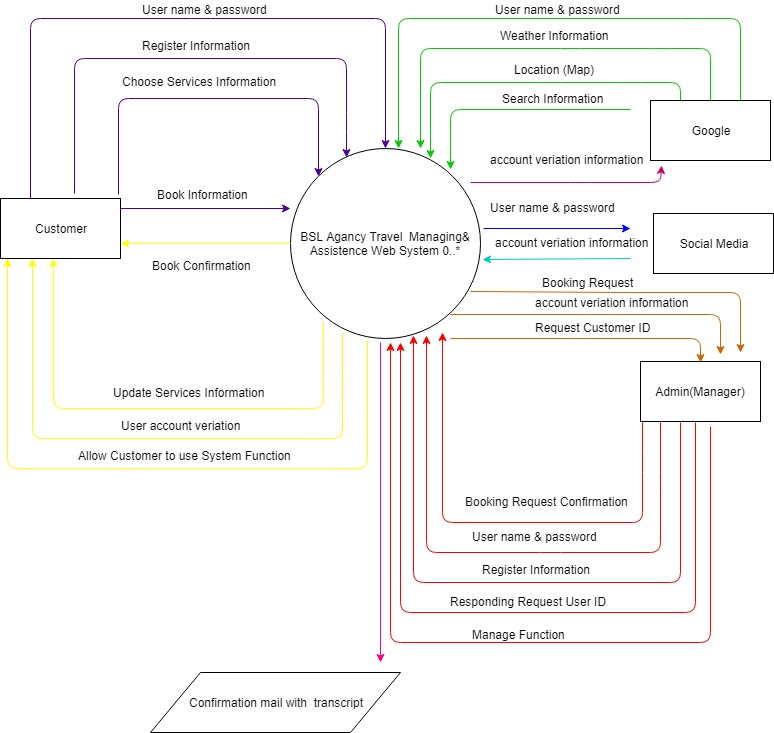 User name & password
User name & password
Register Information
Weather Information
Choose Services Information
Location (Map)
Search Information
Google
account veriation information
Book Information
User name & password
Customer
BSL Agancy Travel  Managing&
Assistence Web System 0..*
account veriation information
Social Media
Book Confirmation
Booking Request
account veriation information
Request Customer ID
Update Services Information
Admin(Manager)
User account veriation
Allow Customer to use System Function
Booking Request Confirmation
User name & password
Register Information
Responding Request User ID
Manage Function
Confirmation mail with  transcript